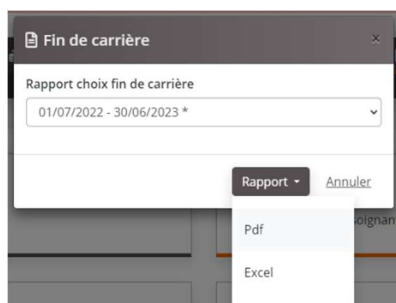 Fin de carrière ×
Rapport choix fin de carrière
01/07/2022 - 30/06/2023 *
Rapport Annuler
Pdf
Excel